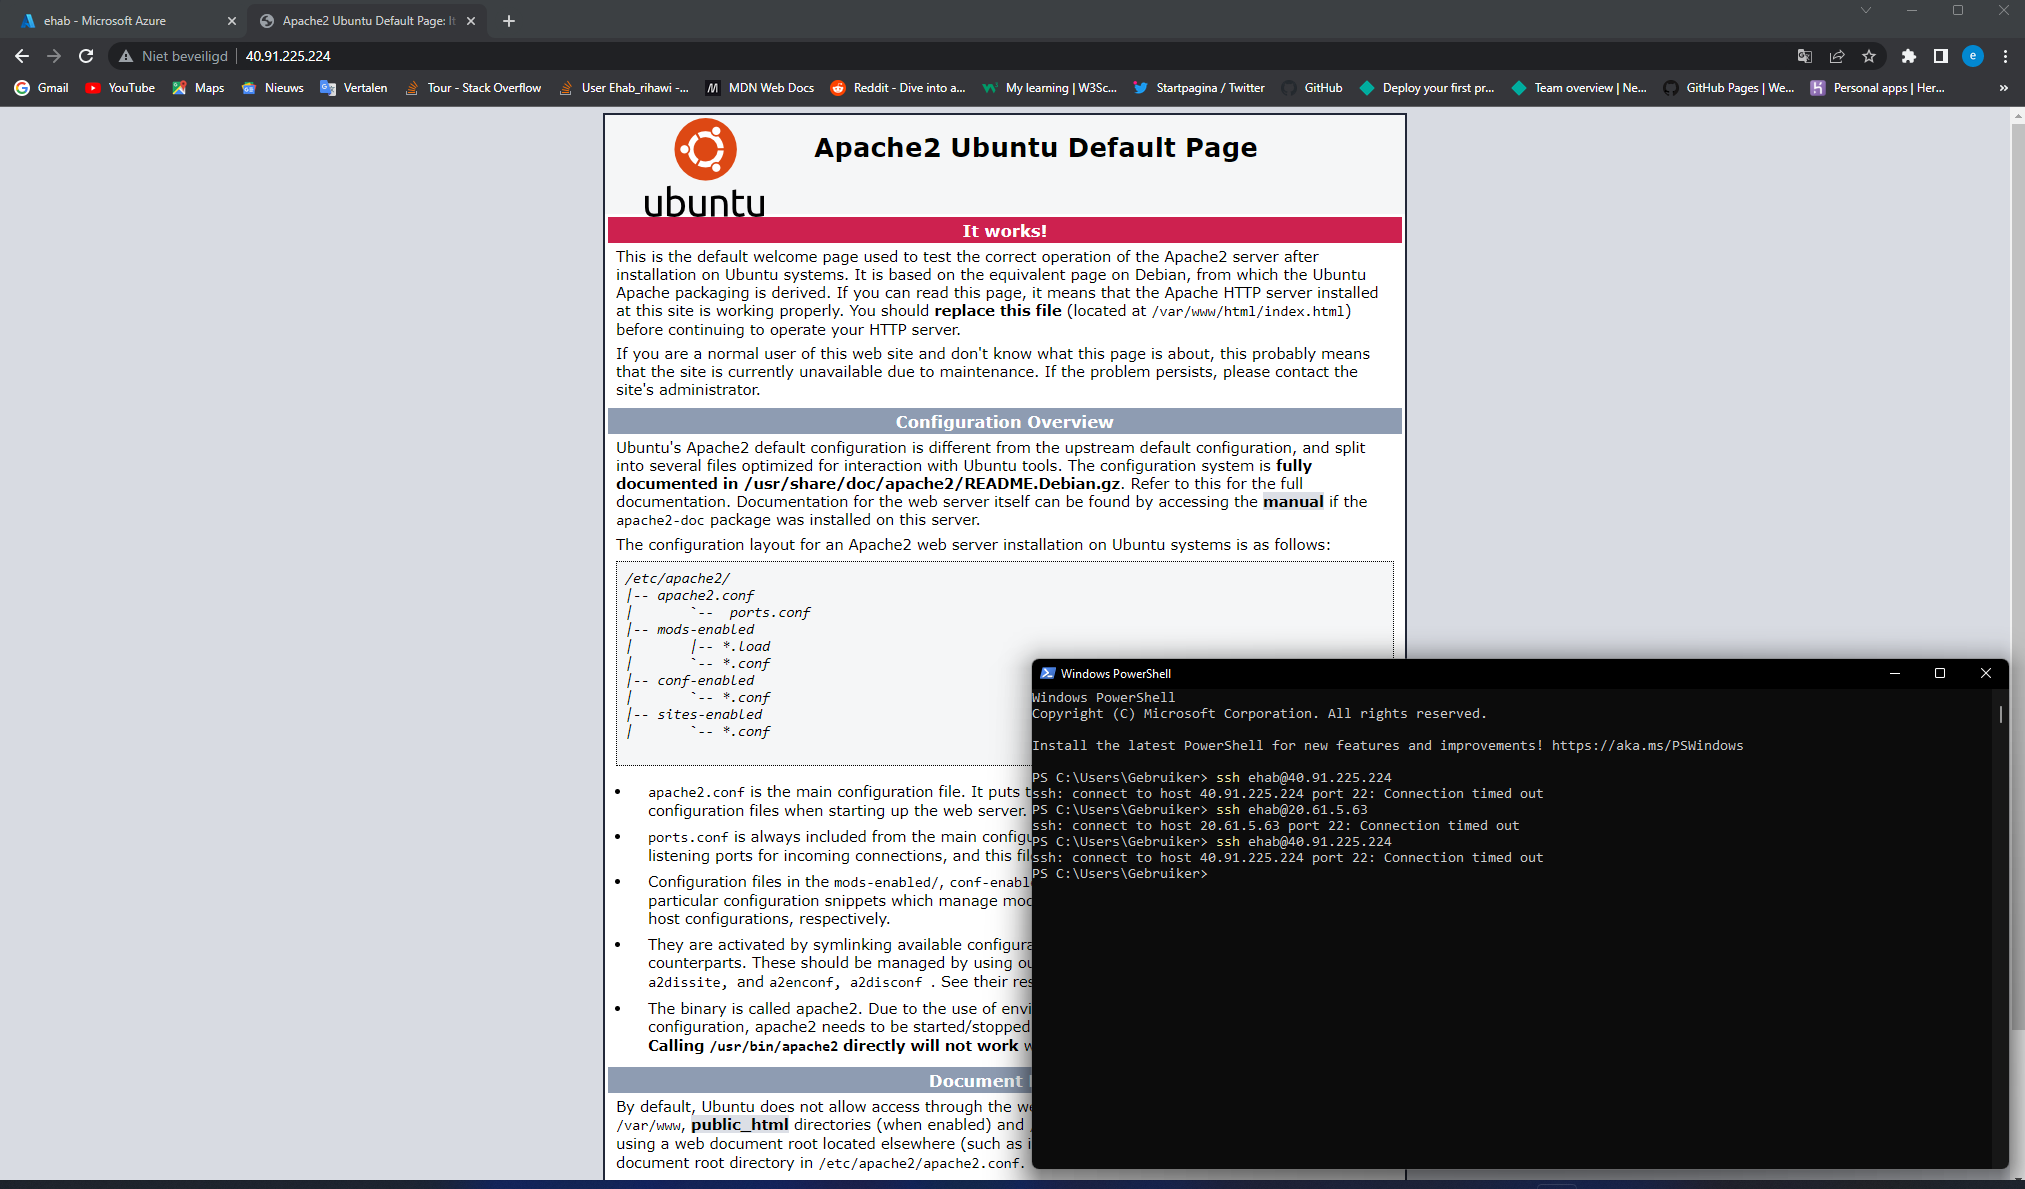 ehab - Microsoft Azure
Apache2 Ubuntu Default Page: It
Niet beveiligd
40.91.225.224
e
Gmail
YouTube
Maps
Nieuws
Vertalen
Tour - Stack Overflow
User Ehab_rihawi -...
MDN Web Docs
Reddit - Dive into a...
My learning | W3Sc...
Startpagina / Twitter
GitHub
Deploy your first pr...
Team overview | Ne...
GitHub Pages | We...
Personal apps | Her...
»
ubuntu
Apache2 Ubuntu Default Page
It works!
This is the default welcome page used to test the correct operation of the Apache2 server after
installation on Ubuntu systems. It is based on the equivalent page on Debian, from which the Ubuntu
Apache packaging is derived. If you can read this page, it means that the Apache HTTP server installed
at this site is working properly. You should replace this file (located at /var/www/html/index.html)
before continuing to operate your HTTP server.
If you are a normal user of this web site and don't know what this page is about, this probably means
that the site is currently unavailable due to maintenance. If the problem persists, please contact the
site's administrator.
Configuration Overview
Ubuntu's Apache2 default configuration is different from the upstream default configuration, and split
into several files optimized for interaction with Ubuntu tools. The configuration system is fully
documented in /usr/share/doc/apache2/README.Debian.gz. Refer to this for the full
documentation. Documentation for the web server itself can be found by accessing the manual if the
apache2-doc package was installed on this server.
The configuration layout for an Apache2 web server installation on Ubuntu systems is as follows:
/etc/apache2/
|-- apache2.conf
|       `--  ports.conf
|-- mods-enabled
|       |-- *.load
|       `-- *.conf
|-- conf-enabled
|       `-- *.conf
|-- sites-enabled
|       `-- *.conf
• apache2.conf is the main configuration file. It puts t
configuration files when starting up the web server.
• ports.conf is always included from the main configu
listening ports for incoming connections, and this fil
• Configuration files in the mods-enabled/, conf-enabl
particular configuration snippets which manage mod
host configurations, respectively.
• They are activated by symlinking available configura
counterparts. These should be managed by using ou
a2dissite, and a2enconf, a2disconf . See their res
• The binary is called apache2. Due to the use of envi
configuration, apache2 needs to be started/stopped
Calling /usr/bin/apache2 directly will not work w
Document
By default, Ubuntu does not allow access through the we
/var/www, public_html directories (when enabled) and
using a web document root located elsewhere (such as i
document root directory in /etc/apache2/apache2.conf.
Windows PowerShell
Windows PowerShell
Copyright (C) Microsoft Corporation. All rights reserved.
Install the latest PowerShell for new features and improvements! https://aka.ms/PSWindows
PS C:\Users\Gebruiker> ssh ehab@40.91.225.224
ssh: connect to host 40.91.225.224 port 22: Connection timed out
PS C:\Users\Gebruiker> ssh ehab@20.61.5.63
ssh: connect to host 20.61.5.63 port 22: Connection timed out
PS C:\Users\Gebruiker> ssh ehab@40.91.225.224
ssh: connect to host 40.91.225.224 port 22: Connection timed out
PS C:\Users\Gebruiker>